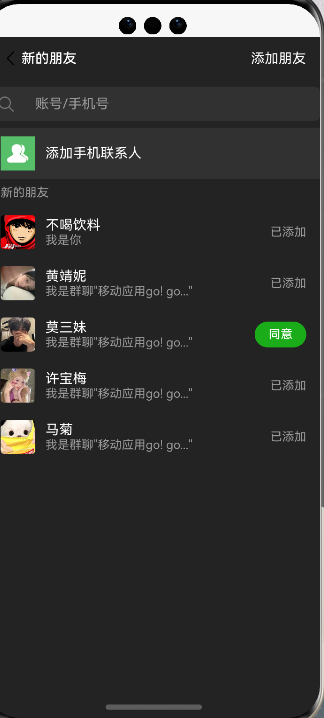 新的朋友
添加朋友
账号/手机号
添加手机联系人
新的朋友
不喝饮料
我是你
已添加
黄靖妮
我是群聊"移动应用go! go..."
已添加
莫三妹
我是群聊"移动应用go! go..."
同意
许宝梅
我是群聊"移动应用go! go..."
已添加
马菊
我是群聊"移动应用go! go..."
已添加